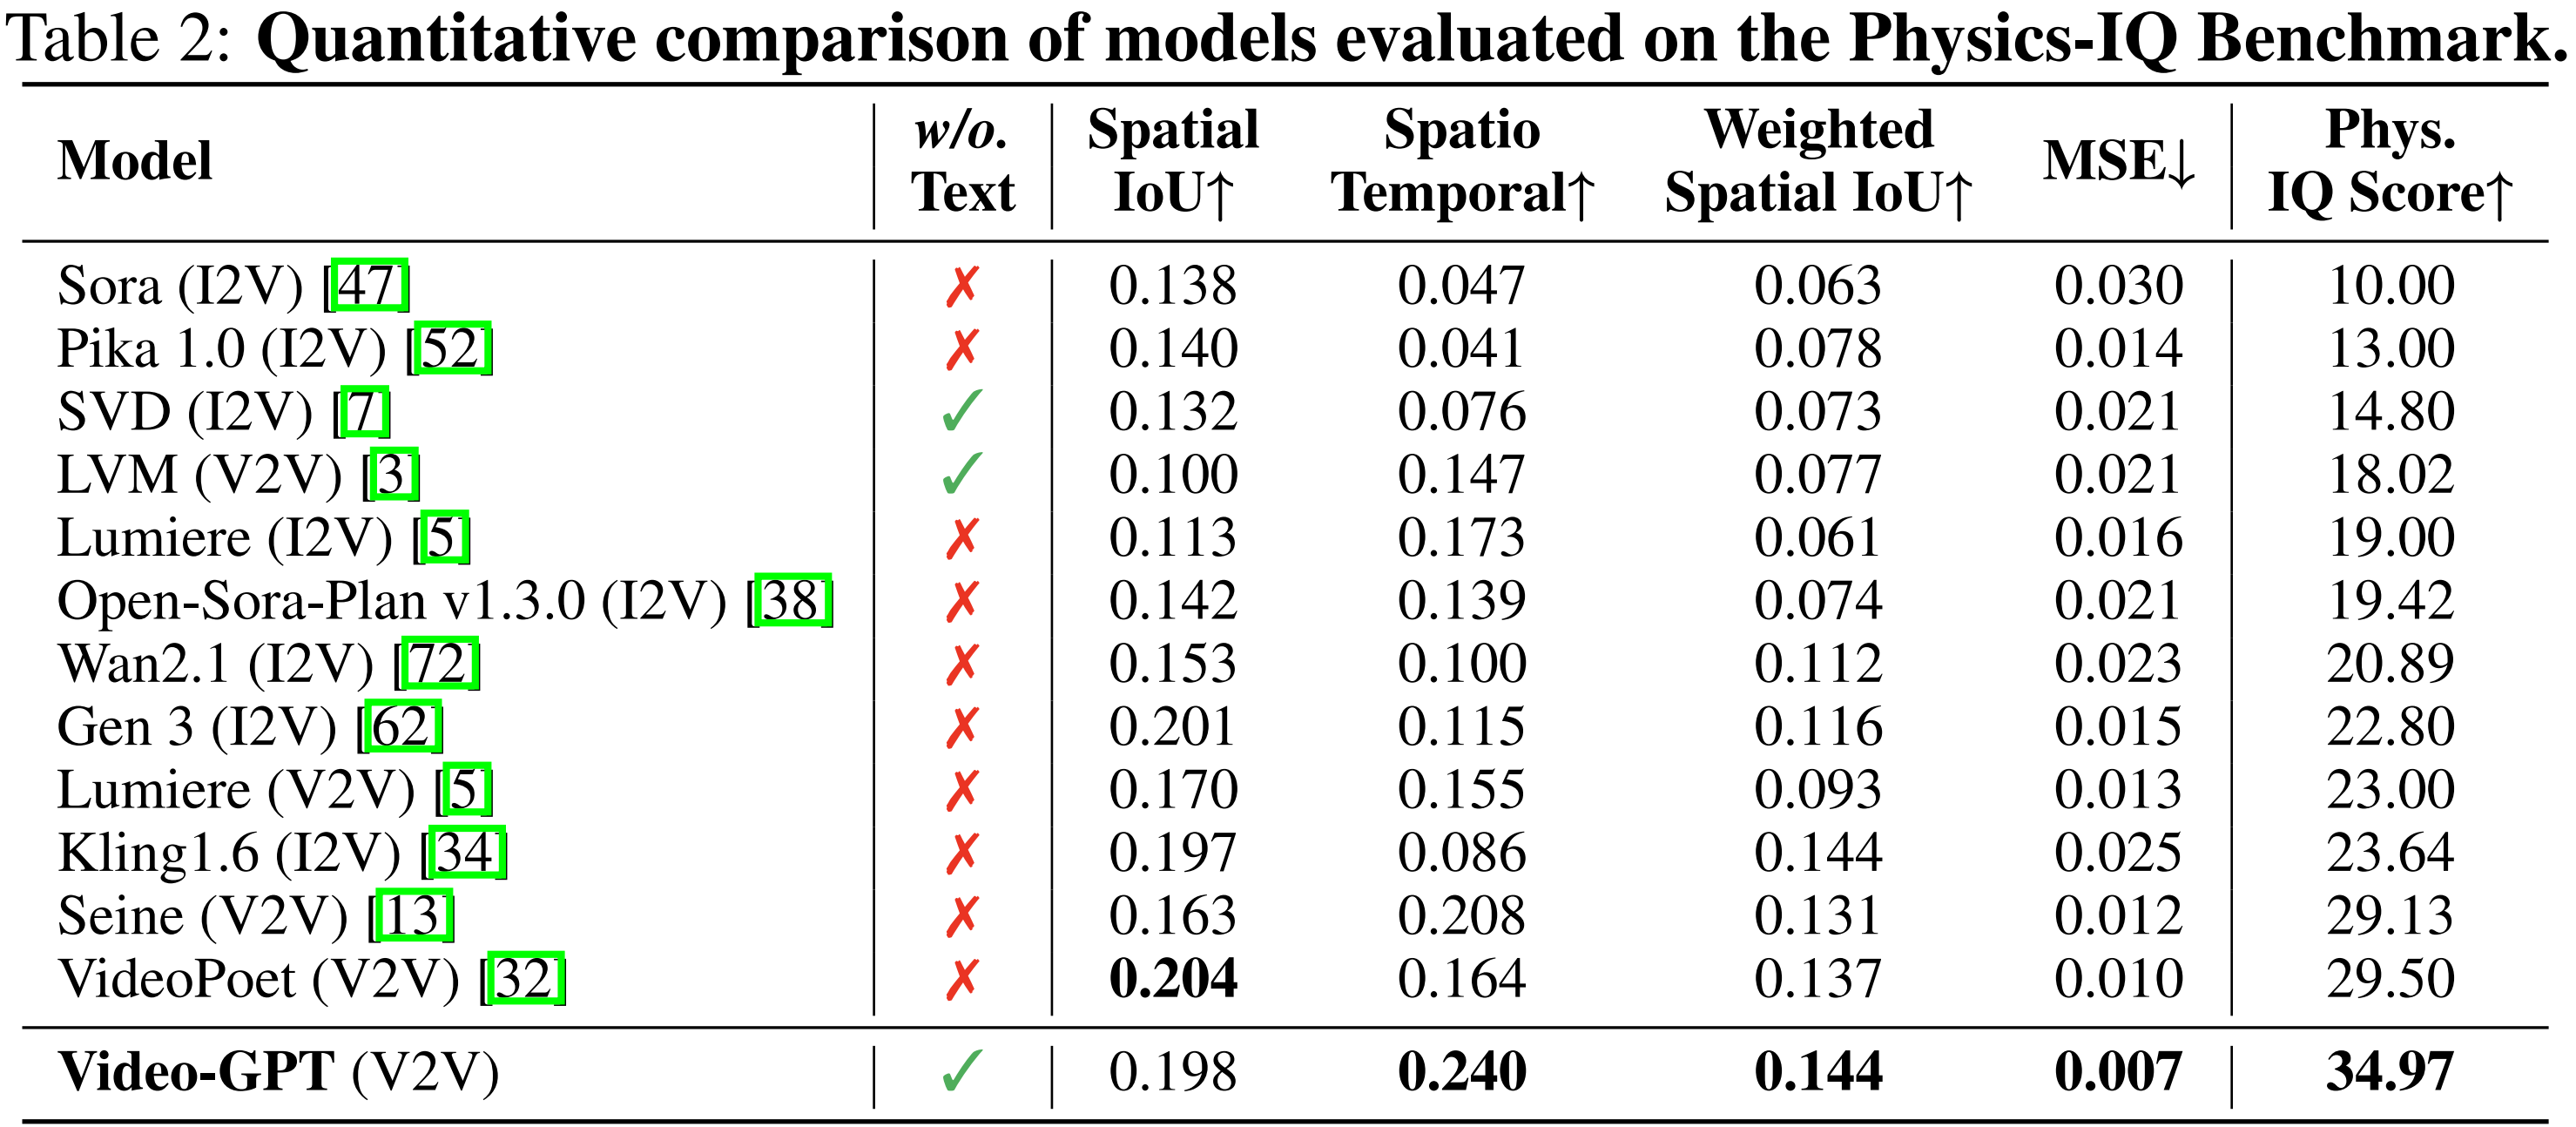 Table 2: Quantitative comparison of models evaluated on the Physics-IQ Benchmark.
Model w/o. Text Spatial IoU↑ Spatio Temporal↑ Weighted Spatial IoU↑ MSE↓ Phys. IQ Score↑
Sora (I2V) [47] ✗ 0.138 0.047 0.063 0.030 10.00
Pika 1.0 (I2V) [52] ✗ 0.140 0.041 0.078 0.014 13.00
SVD (I2V) [7] ✓ 0.132 0.076 0.073 0.021 14.80
LVM (V2V) [3] ✓ 0.100 0.147 0.077 0.021 18.02
Lumiere (I2V) [5] ✗ 0.113 0.173 0.061 0.016 19.00
Open-Sora-Plan v1.3.0 (I2V) [38] ✗ 0.142 0.139 0.074 0.021 19.42
Wan2.1 (I2V) [72] ✗ 0.153 0.100 0.112 0.023 20.89
Gen 3 (I2V) [62] ✗ 0.201 0.115 0.116 0.015 22.80
Lumiere (V2V) [5] ✗ 0.170 0.155 0.093 0.013 23.00
Kling1.6 (I2V) [34] ✗ 0.197 0.086 0.144 0.025 23.64
Seine (V2V) [13] ✗ 0.163 0.208 0.131 0.012 29.13
VideoPoet (V2V) [32] ✗ 0.204 0.164 0.137 0.010 29.50
Video-GPT (V2V) ✓ 0.198 0.240 0.144 0.007 34.97